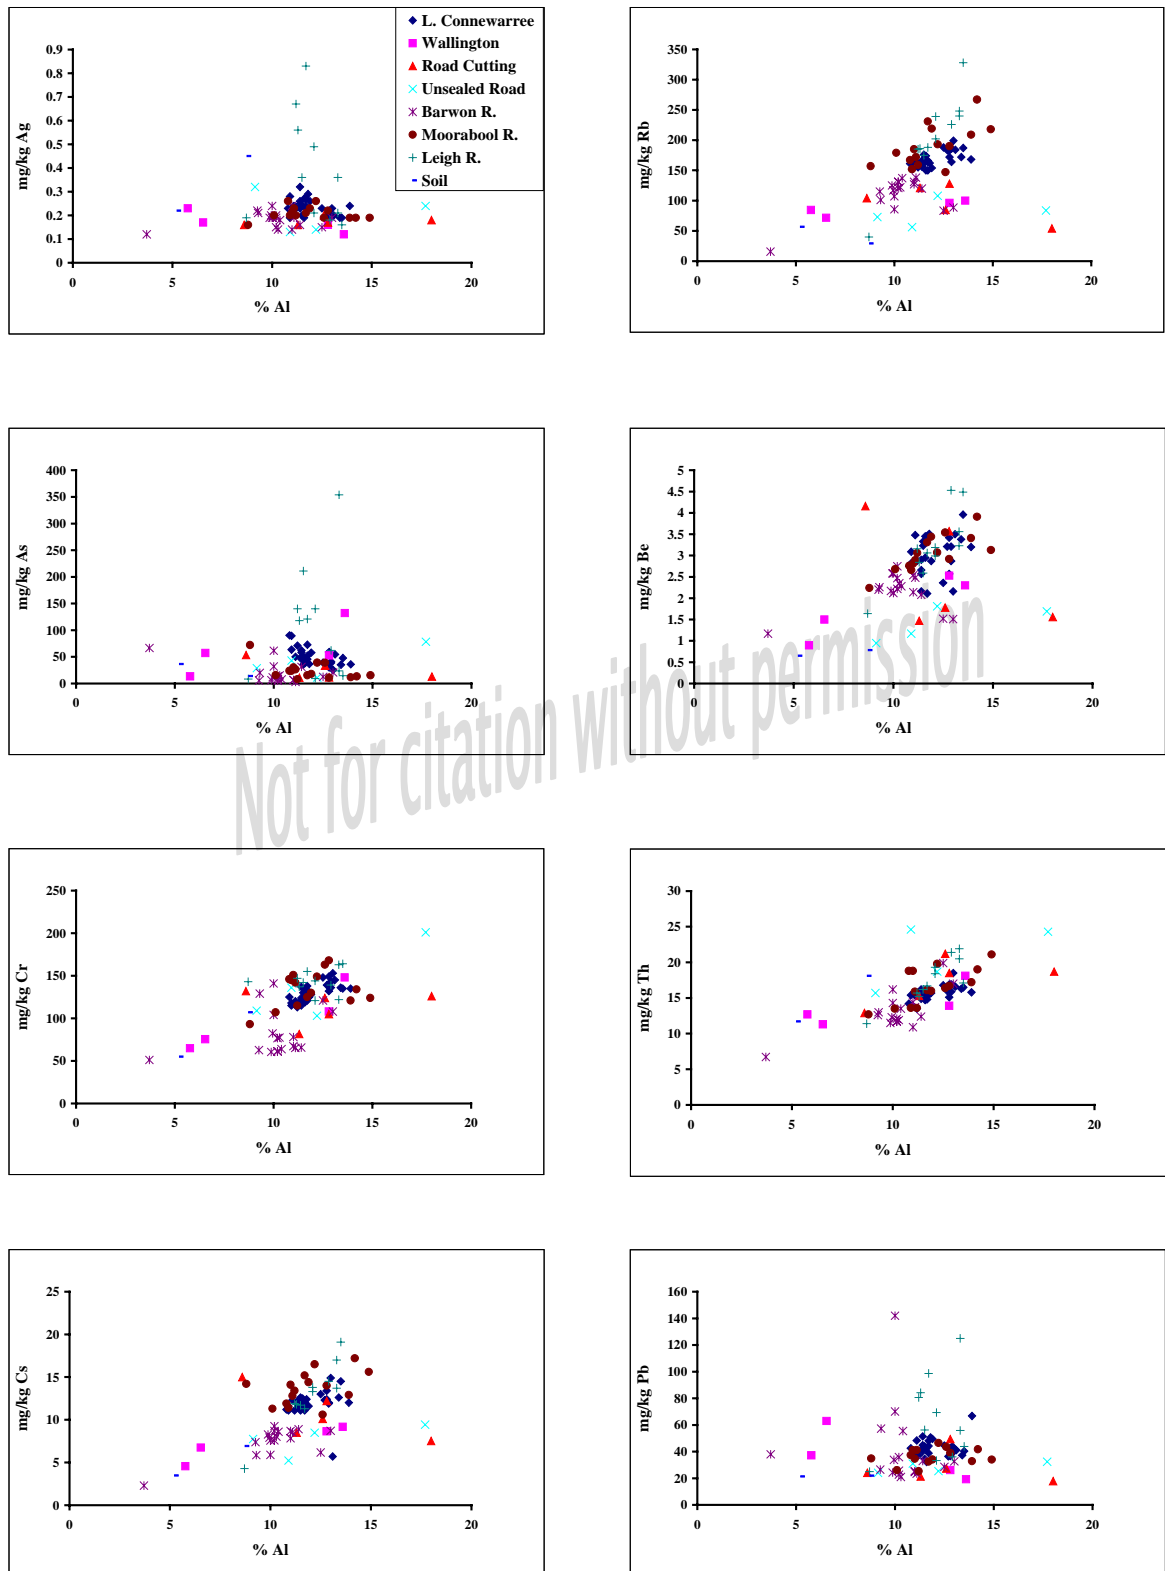 L. Connewarree
Wallington
Road Cutting
Unsealed Road
Barwon R.
Moorabool R.
Leigh R.
Soil
mg/kg Ag
0.9
0.8
0.7
0.6
0.5
0.4
0.3
0.2
0.1
0
0 5 10 15 20
% Al
mg/kg Rb
350
300
250
200
150
100
50
0
0 5 10 15 20
% Al
mg/kg As
400
350
300
250
200
150
100
50
0
0 5 10 15 20
% Al
mg/kg Be
5
4.5
4
3.5
3
2.5
2
1.5
1
0.5
0
0 5 10 15 20
% Al
Not for citation without permission
mg/kg Cr
250
200
150
100
50
0
0 5 10 15 20
% Al
mg/kg Th
30
25
20
15
10
5
0
0 5 10 15 20
% Al
mg/kg Cs
25
20
15
10
5
0
0 5 10 15 20
% Al
mg/kg Pb
160
140
120
100
80
60
40
20
0
0 5 10 15 20
% Al